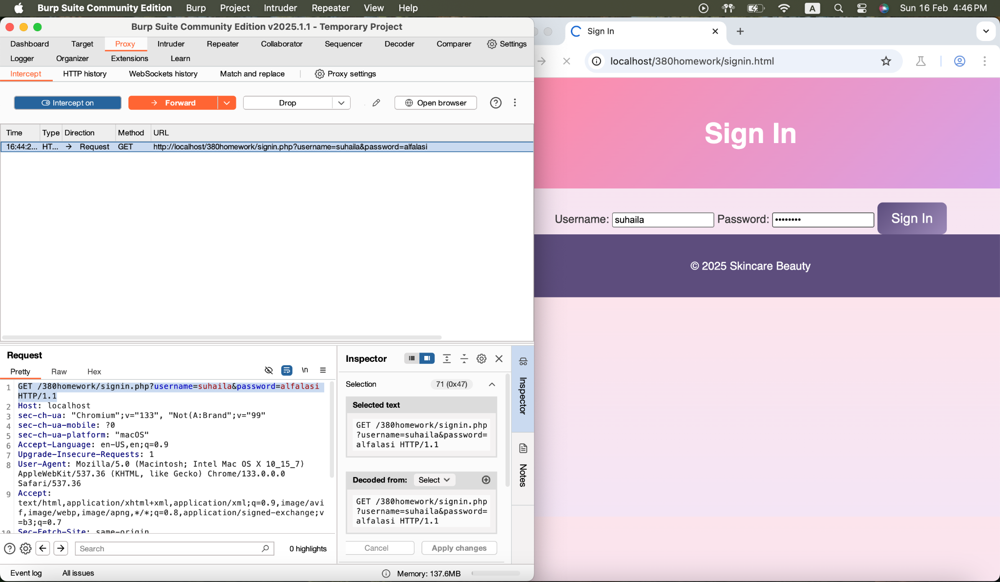 Burp Suite Community Edition Burp Project Intruder Repeater View Help A Sun 16 Feb 4:46 PM
Burp Suite Community Edition v2025.1.1 - Temporary Project
Dashboard Target Proxy Intruder Repeater Collaborator Sequencer Decoder Comparer Settings
Logger Organizer Extensions Learn
Intercept HTTP history WebSockets history Match and replace Proxy settings
Intercept on Forward Drop Open browser
Time Type Direction Method URL
16:44:2... HT... → Request GET http://localhost/380homework/signin.php?username=suhaila&password=alfalasi
Request
Pretty Raw Hex \n
1 GET /380homework/signin.php?username=suhaila&password=alfalasi
HTTP/1.1
2 Host: localhost
3 sec-ch-ua: "Chromium";v="133", "Not(A:Brand";v="99"
4 sec-ch-ua-mobile: ?0
5 sec-ch-ua-platform: "macOS"
6 Accept-Language: en-US,en;q=0.9
7 Upgrade-Insecure-Requests: 1
8 User-Agent: Mozilla/5.0 (Macintosh; Intel Mac OS X 10_15_7)
AppleWebKit/537.36 (KHTML, like Gecko) Chrome/133.0.0.0
Safari/537.36
9 Accept:
text/html,application/xhtml+xml,application/xml;q=0.9,image/avi
f,image/webp,image/apng,*/*;q=0.8,application/signed-exchange;v
=b3;q=0.7
10 Sec-Fetch-Site: same-origin
Search 0 highlights
Inspector
Selection 71 (0x47)
Selected text
GET /380homework/signin.php
?username=suhaila&password=
alfalasi HTTP/1.1
Decoded from: Select
GET /380homework/signin.php
?username=suhaila&password=
alfalasi HTTP/1.1
Cancel Apply changes
Inspector
Notes
Event log All issues Memory: 137.6MB
Sign In
localhost/380homework/signin.html
Sign In
Username: suhaila Password: •••••••• Sign In
© 2025 Skincare Beauty